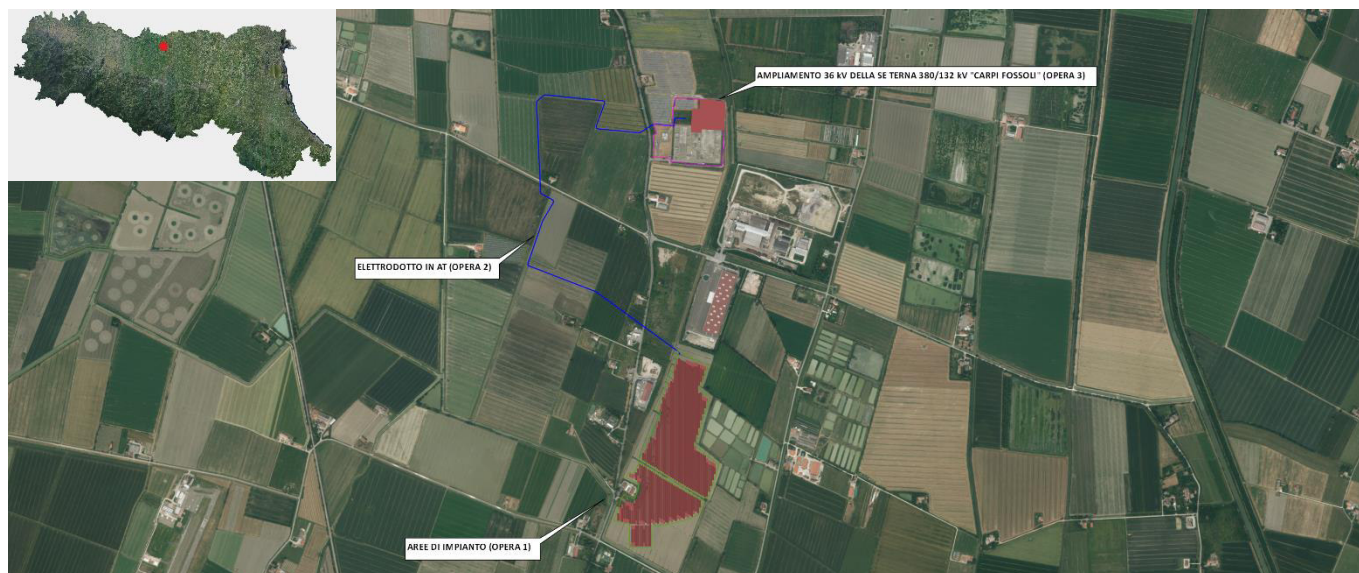 AMPLIAMENTO 36 kV DELLA SE TERNA 380/132 kV "CARPI FOSSOLI" (OPERA 3)
ELETTRODOTTO IN AT (OPERA 2)
AREE DI IMPIANTO (OPERA 1)